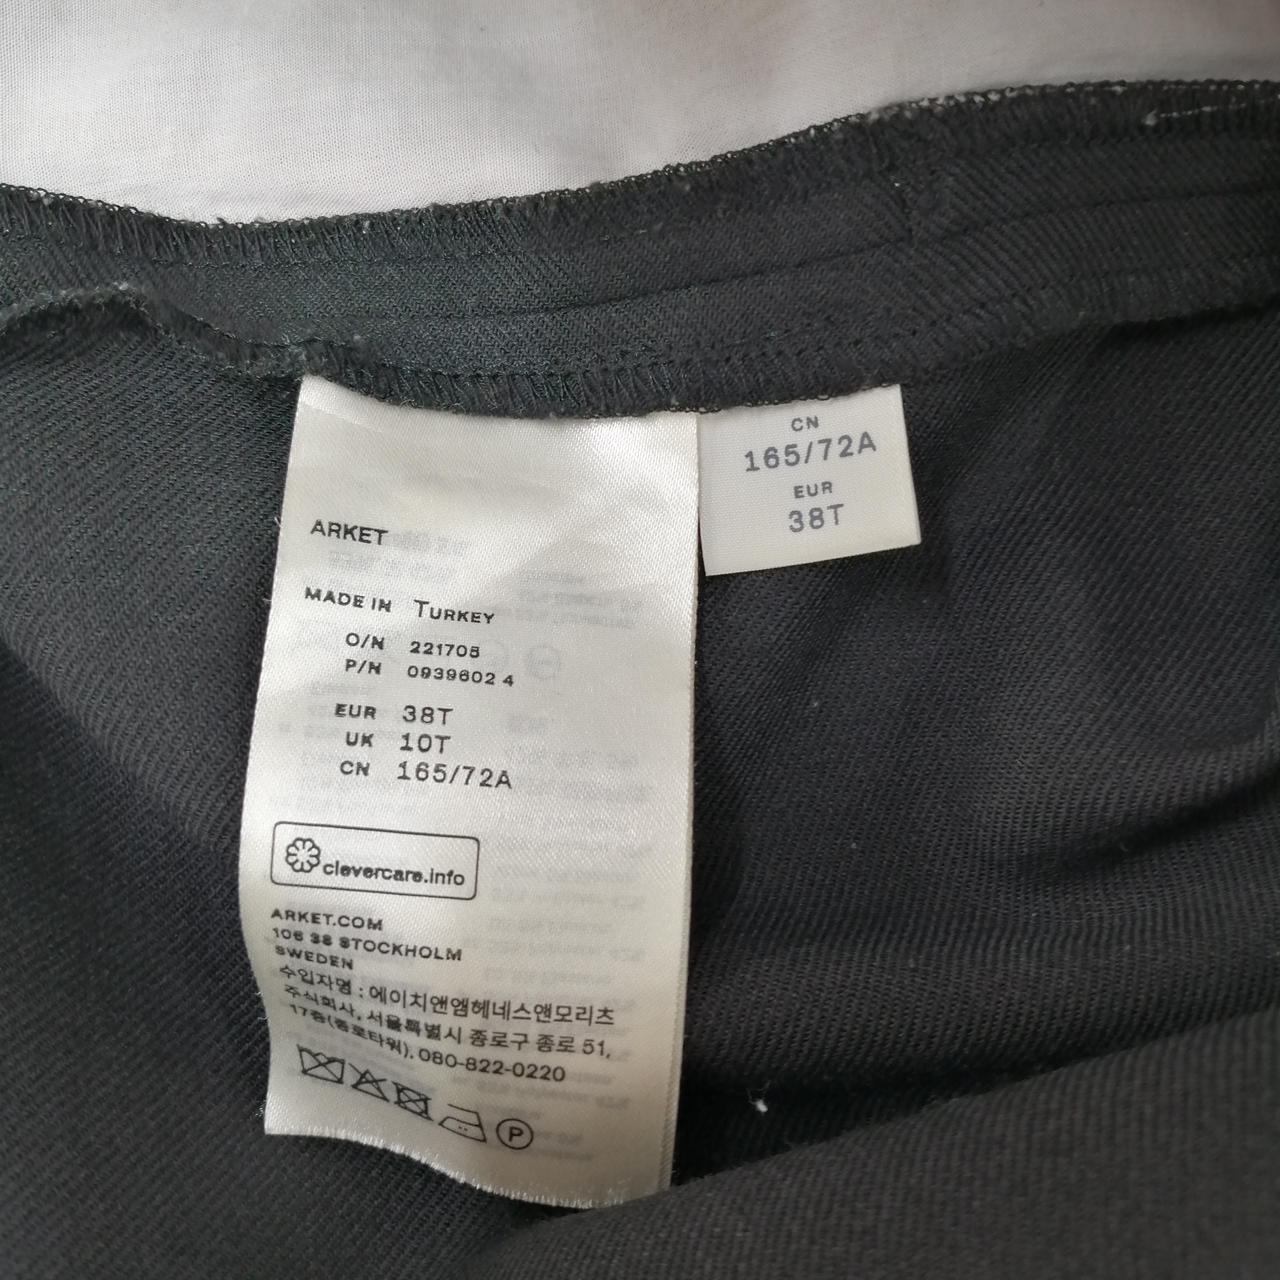 CN
165/72A
EUR
38T
ARKET
MADE IN TURKEY
O/N 221705
P/N 0939602 4
EUR 38T
UK 10T
CN 165/72A
clevercare.info
ARKET.COM
106 38 STOCKHOLM
SWEDEN
수입자명 : 에이치앤앰헤네스앤모리츠
주식회사, 서울특별시 종로구 종로 51,
17층(종로타워), 080-822-0220
P